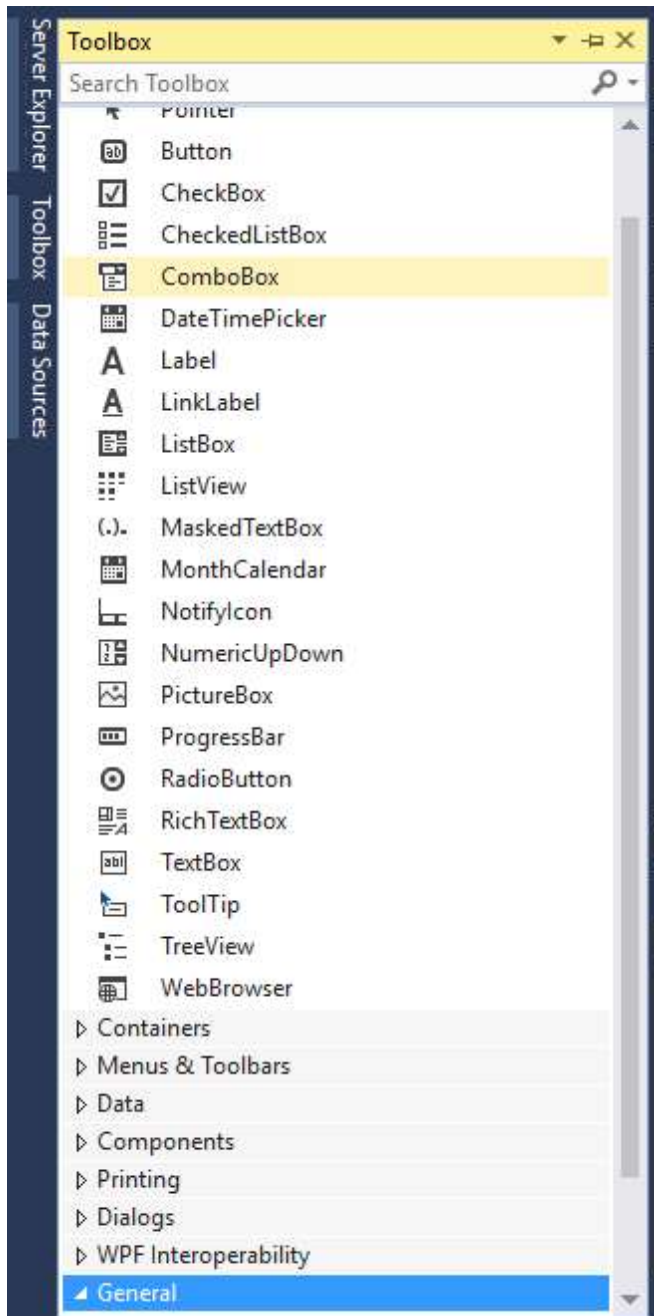 Server Explorer
Toolbox
Data Sources
Toolbox
Search Toolbox
Pointer
Button
CheckBox
CheckedListBox
ComboBox
DateTimePicker
Label
LinkLabel
ListBox
ListView
MaskedTextBox
MonthCalendar
NotifyIcon
NumericUpDown
PictureBox
ProgressBar
RadioButton
RichTextBox
TextBox
ToolTip
TreeView
WebBrowser
Containers
Menus & Toolbars
Data
Components
Printing
Dialogs
WPF Interoperability
General